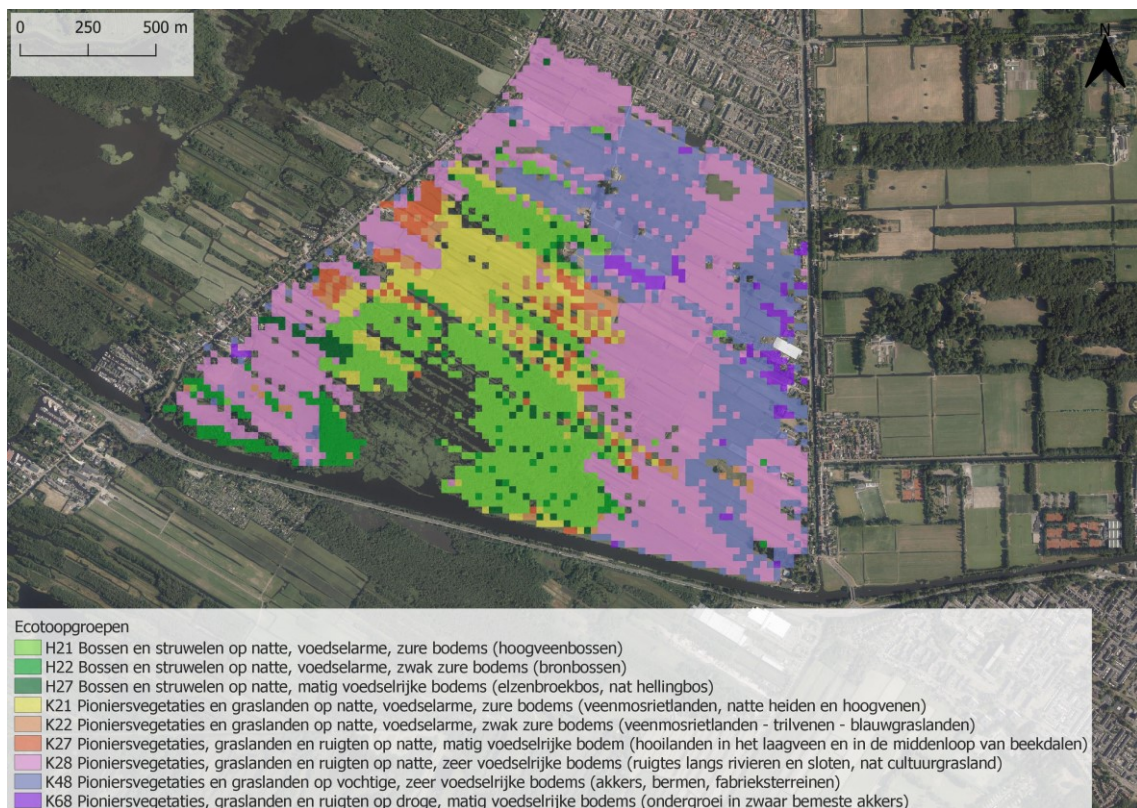 0 250 500 m
N
Ecotoopgroepen
H21 Bossen en struwelen op natte, voedselarme, zure bodems (hoogveenbossen)
H22 Bossen en struwelen op natte, voedselarme, zwak zure bodems (bronbossen)
H27 Bossen en struwelen op natte, matig voedselrijke bodems (elzenbroekbos, nat hellingbos)
K21 Pioniersvegetaties en graslanden op natte, voedselarme, zure bodems (veenmosrietlanden, natte heiden en hoogvenen)
K22 Pioniersvegetaties en graslanden op natte, voedselarme, zwak zure bodems (veenmosrietlanden - trilvenen - blauwgraslanden)
K27 Pioniersvegetaties, graslanden en ruigten op natte, matig voedselrijke bodem (hooilanden in het laagveen en in de middenloop van beekdalen)
K28 Pioniersvegetaties, graslanden en ruigten op natte, zeer voedselrijke bodems (ruigtes langs rivieren en sloten, nat cultuurgrasland)
K48 Pioniersvegetaties en graslanden op vochtige, zeer voedselrijke bodems (akkers, bermen, fabrieksterreinen)
K68 Pioniersvegetaties, graslanden en ruigten op droge, matig voedselrijke bodems (ondergroei in zwaar bemeste akkers)